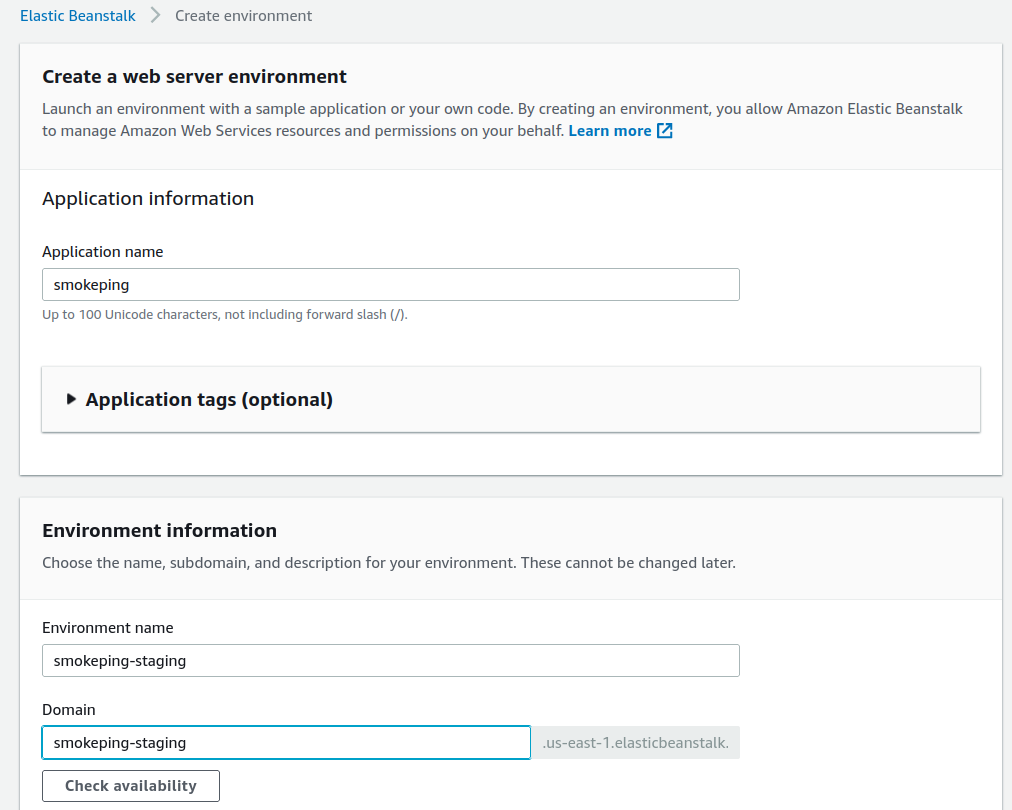 Elastic Beanstalk > Create environment
Create a web server environment
Launch an environment with a sample application or your own code. By creating an environment, you allow Amazon Elastic Beanstalk
to manage Amazon Web Services resources and permissions on your behalf. Learn more
Application information
Application name
smokeping
Up to 100 Unicode characters, not including forward slash (/).
Application tags (optional)
Environment information
Choose the name, subdomain, and description for your environment. These cannot be changed later.
Environment name
smokeping-staging
Domain
smokeping-staging .us-east-1.elasticbeanstalk.
Check availability